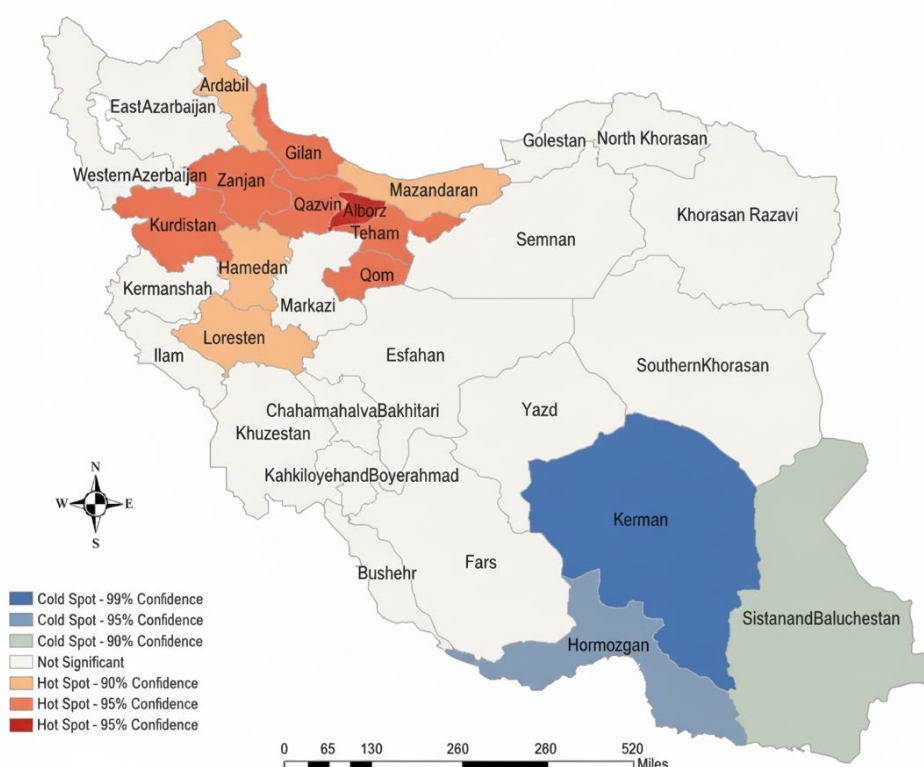 Ardabil
EastAzarbaijan
Golestan
North Khorasan
Gilan
WesternAzerbaijan
Zanjan
Mazandaran
Qazvin
Alborz
Khorasan Razavi
Kurdistan
Teham
Semnan
Hamedan
Qom
Kermanshah
Markazi
Loresten
Ilam
Esfahan
SouthernKhorasan
ChahamahalvaBakhitari
Yazd
Khuzestan
KahkiloyehandBoyerahmad
N
W
E
S
Kerman
Fars
Bushehr
SistanandBaluchestan
Hormozgan
Cold Spot - 99% Confidence
Cold Spot - 95% Confidence
Cold Spot - 90% Confidence
Not Significant
Hot Spot - 90% Confidence
Hot Spot - 95% Confidence
Hot Spot - 95% Confidence
0 65 130 260 280 520
Miles